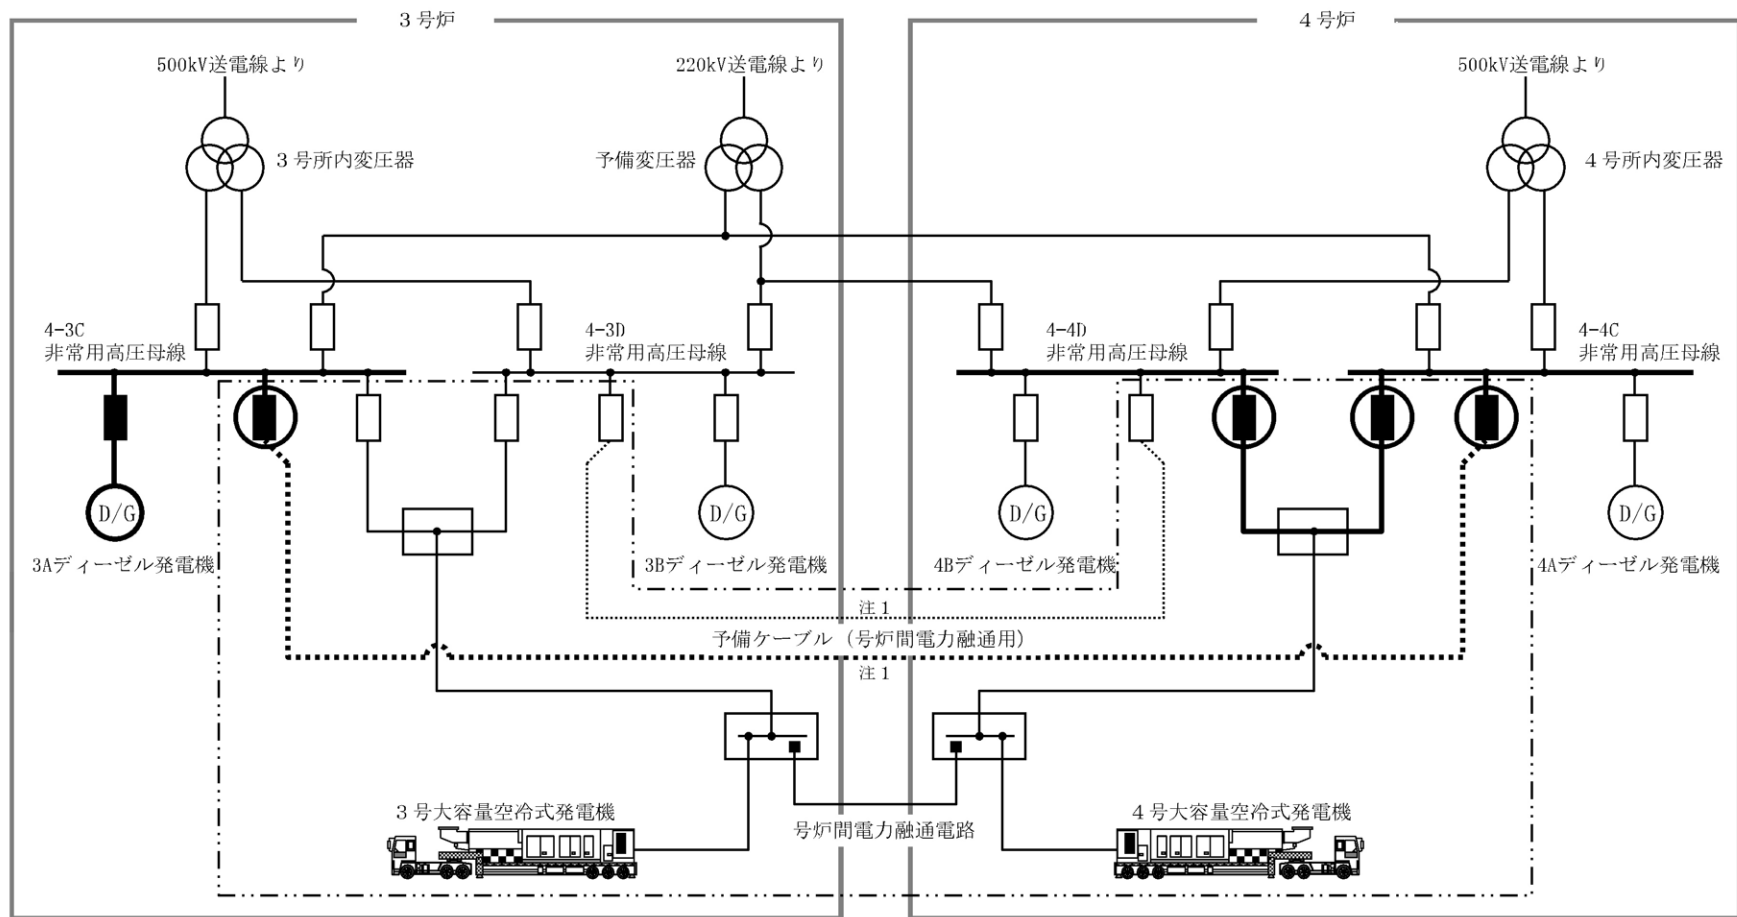 ３号炉
４号炉
500kV送電線より
220kV送電線より
500kV送電線より
３号所内変圧器
予備変圧器
４号所内変圧器
4-3C
非常用高圧母線
4-3D
非常用高圧母線
4-4D
非常用高圧母線
4-4C
非常用高圧母線
D/G
D/G
D/G
D/G
3Aディーゼル発電機
3Bディーゼル発電機
4Bディーゼル発電機
4Aディーゼル発電機
注１
予備ケーブル（号炉間電力融通用）
注１
３号大容量空冷式発電機
４号大容量空冷式発電機
号炉間電力融通電路